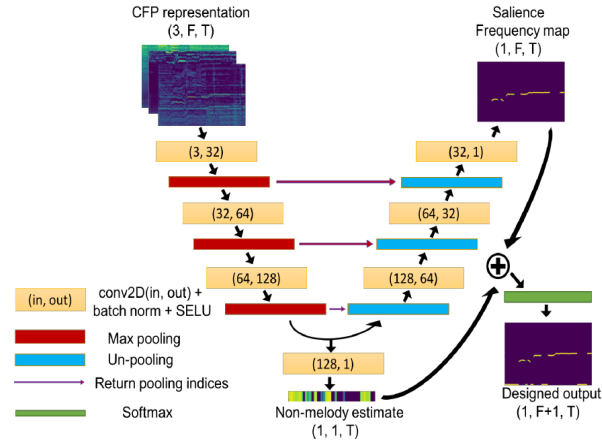 CFP representation
(3, F, T)
Salience
Frequency map
(1, F, T)
(3, 32)
(32, 1)
(32, 64)
(64, 32)
(64, 128)
(128, 64)
(in, out)
conv2D(in, out) +
batch norm + SELU
Max pooling
Un-pooling
Return pooling indices
Softmax
(128, 1)
Non-melody estimate
(1, 1, T)
Designed output
(1, F+1, T)